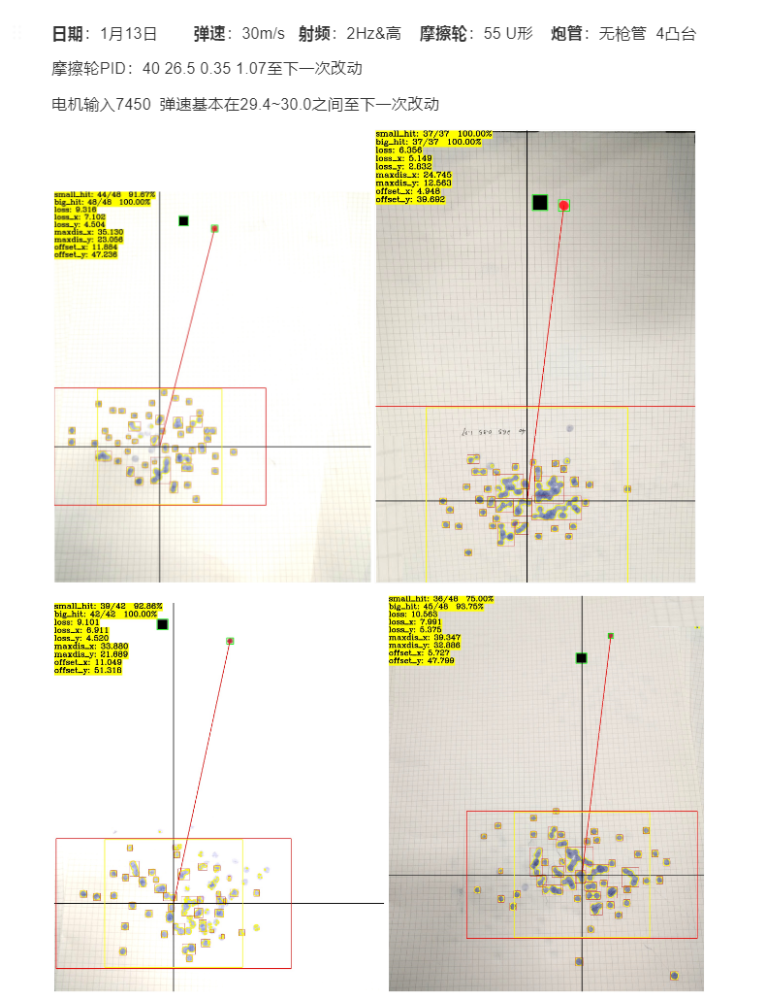 日期：1月13日 弹速：30m/s 射频：2Hz&高 摩擦轮：55 U形 炮管：无枪管 4凸台
摩擦轮PID：40 26.5 0.35 1.07至下一次改动
电机输入7450 弹速基本在29.4~30.0之间至下一次改动
small_hit: 44/48 91.67%
big_hit: 48/48 100.00%
loss: 9.316
loss_x: 7.102
loss_y: 4.504
maxdis_x: 35.130
maxdis_y: 23.056
offset_x: 11.884
offset_y: 47.236
small_hit: 37/37 100.00%
big_hit: 37/37 100.00%
loss: 6.356
loss_x: 5.149
loss_y: 2.832
maxdis_x: 24.745
maxdis_y: 12.563
offset_x: 4.948
offset_y: 39.692
small_hit: 39/42 92.86%
big_hit: 42/42 100.00%
loss: 9.101
loss_x: 6.911
loss_y: 4.520
maxdis_x: 33.880
maxdis_y: 21.689
offset_x: 11.049
offset_y: 51.318
small_hit: 36/48 75.00%
big_hit: 45/48 93.75%
loss: 10.563
loss_x: 7.991
loss_y: 5.375
maxdis_x: 39.347
maxdis_y: 32.886
offset_x: 5.727
offset_y: 47.799